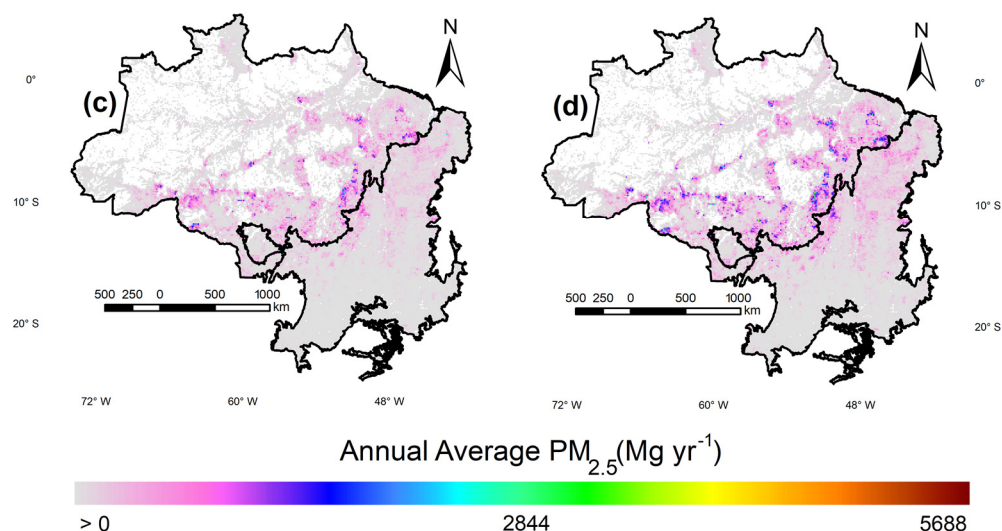 N
N
0°
0°
(c)
(d)
10° S
10° S
500 250 0 500 1000
km
500 250 0 500 1000
km
20° S
20° S
72° W 60° W 48° W
72° W 60° W 48° W
Annual Average PM2.5(Mg yr-1)
> 0 2844 5688